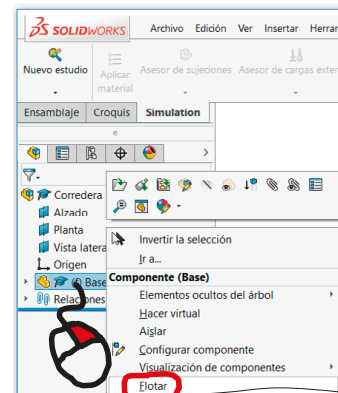 SOLIDWORKS Archivo Edición Ver Insertar Herrar
Nuevo estudio
Aplicar material
Asesor de sujeciones
Asesor de cargas exter
Ensamblaje Croquis Simulation
Corredera
Alzado
Planta
Vista latera
Origen
(f) Base
Relaciones
Invertir la selección
Ir a...
Componente (Base)
Elementos ocultos del árbol
Hacer virtual
Aislar
Configurar componente
Visualización de componentes
Flotar